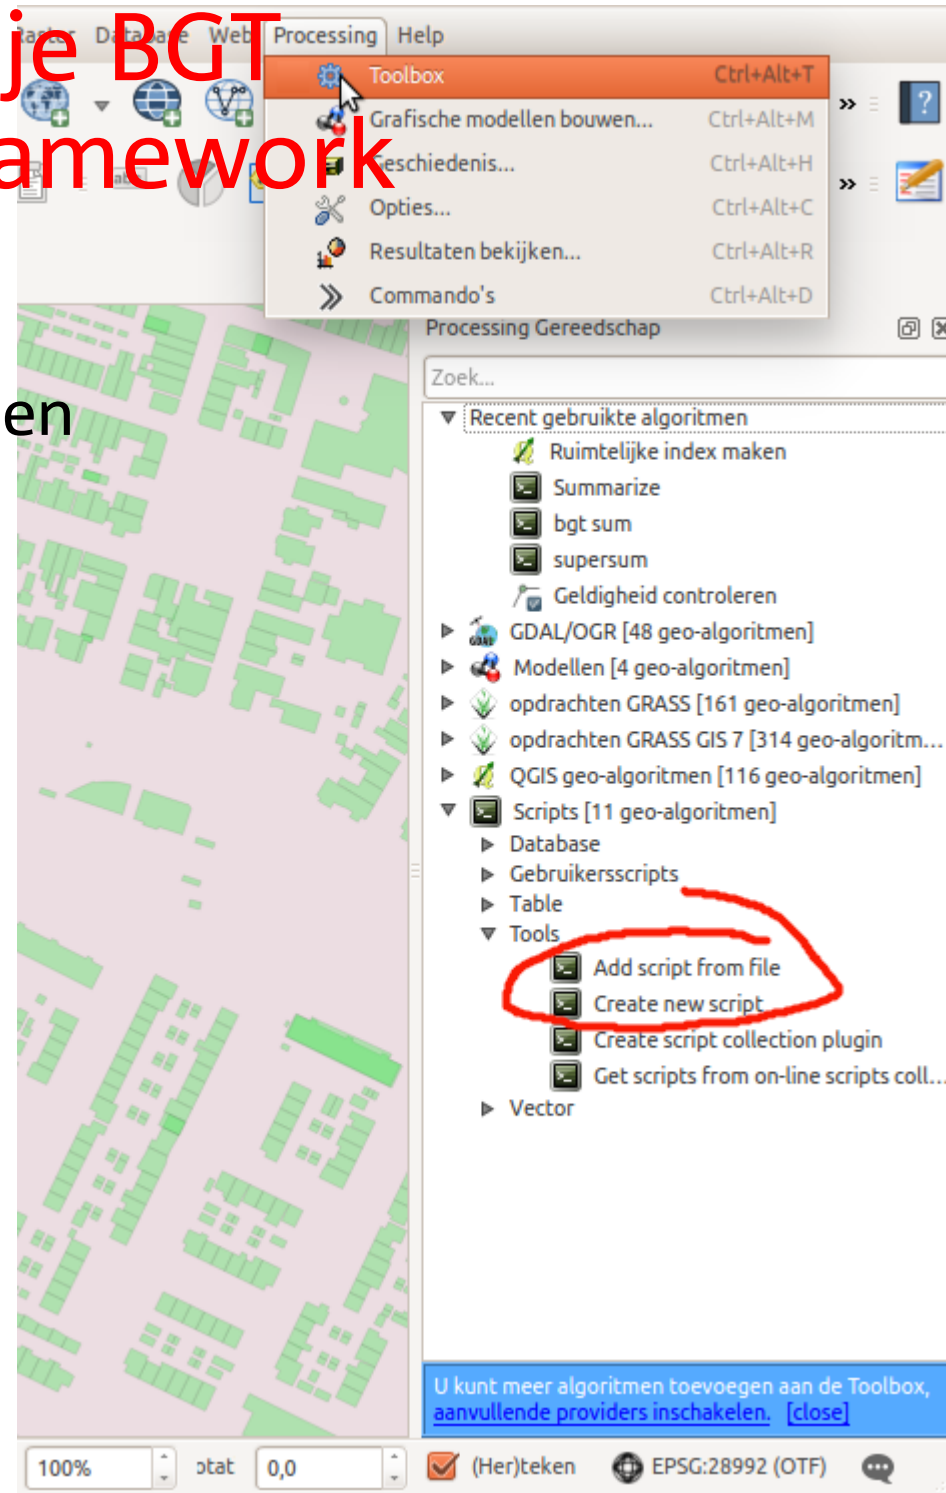 je BGT
Raster Database Web Processing Help
Toolbox Ctrl+Alt+T
Grafische modellen bouwen... Ctrl+Alt+M
amework
Geschiedenis... Ctrl+Alt+H
Opties... Ctrl+Alt+C
Resultaten bekijken... Ctrl+Alt+R
Commando's Ctrl+Alt+D
Processing Gereedschap
Zoek...
en
Recent gebruikte algoritmen
Ruimtelijke index maken
Summarize
bgt sum
supersum
Geldigheid controleren
GDAL/OGR [48 geo-algoritmen]
Modellen [4 geo-algoritmen]
opdrachten GRASS [161 geo-algoritmen]
opdrachten GRASS GIS 7 [314 geo-algoritm...
QGIS geo-algoritmen [116 geo-algoritmen]
Scripts [11 geo-algoritmen]
Database
Gebruikersscripts
Table
Tools
Add script from file
Create new script
Create script collection plugin
Get scripts from on-line scripts coll...
Vector
U kunt meer algoritmen toevoegen aan de Toolbox,
aanvullende providers inschakelen. [close]
100% otat 0,0 (Her)teken EPSG:28992 (OTF)